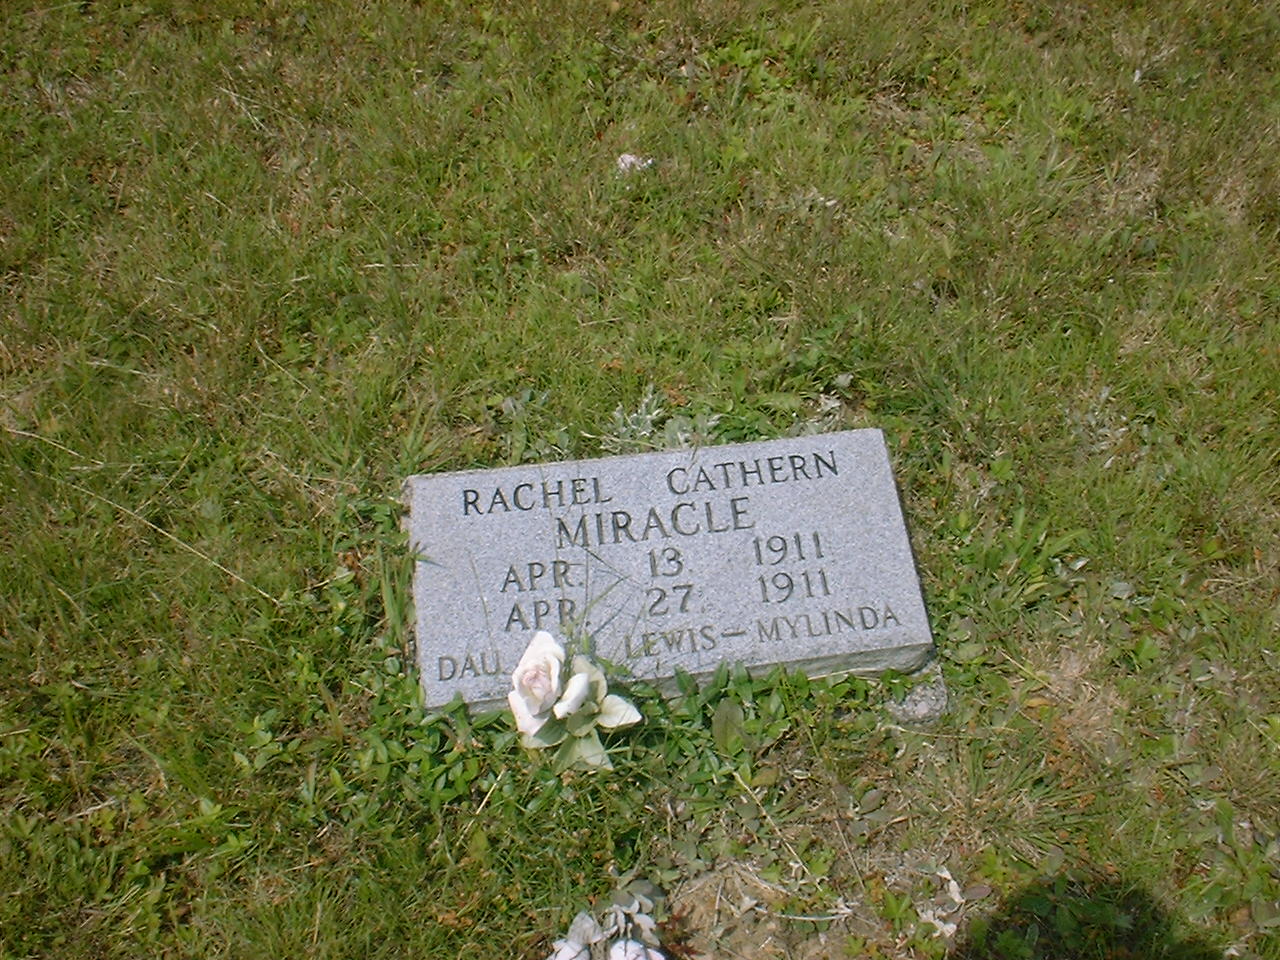 RACHEL CATHERN
MIRACLE
APR. 13. 1911
APR. 27. 1911
DAU. LEWIS - MYLINDA